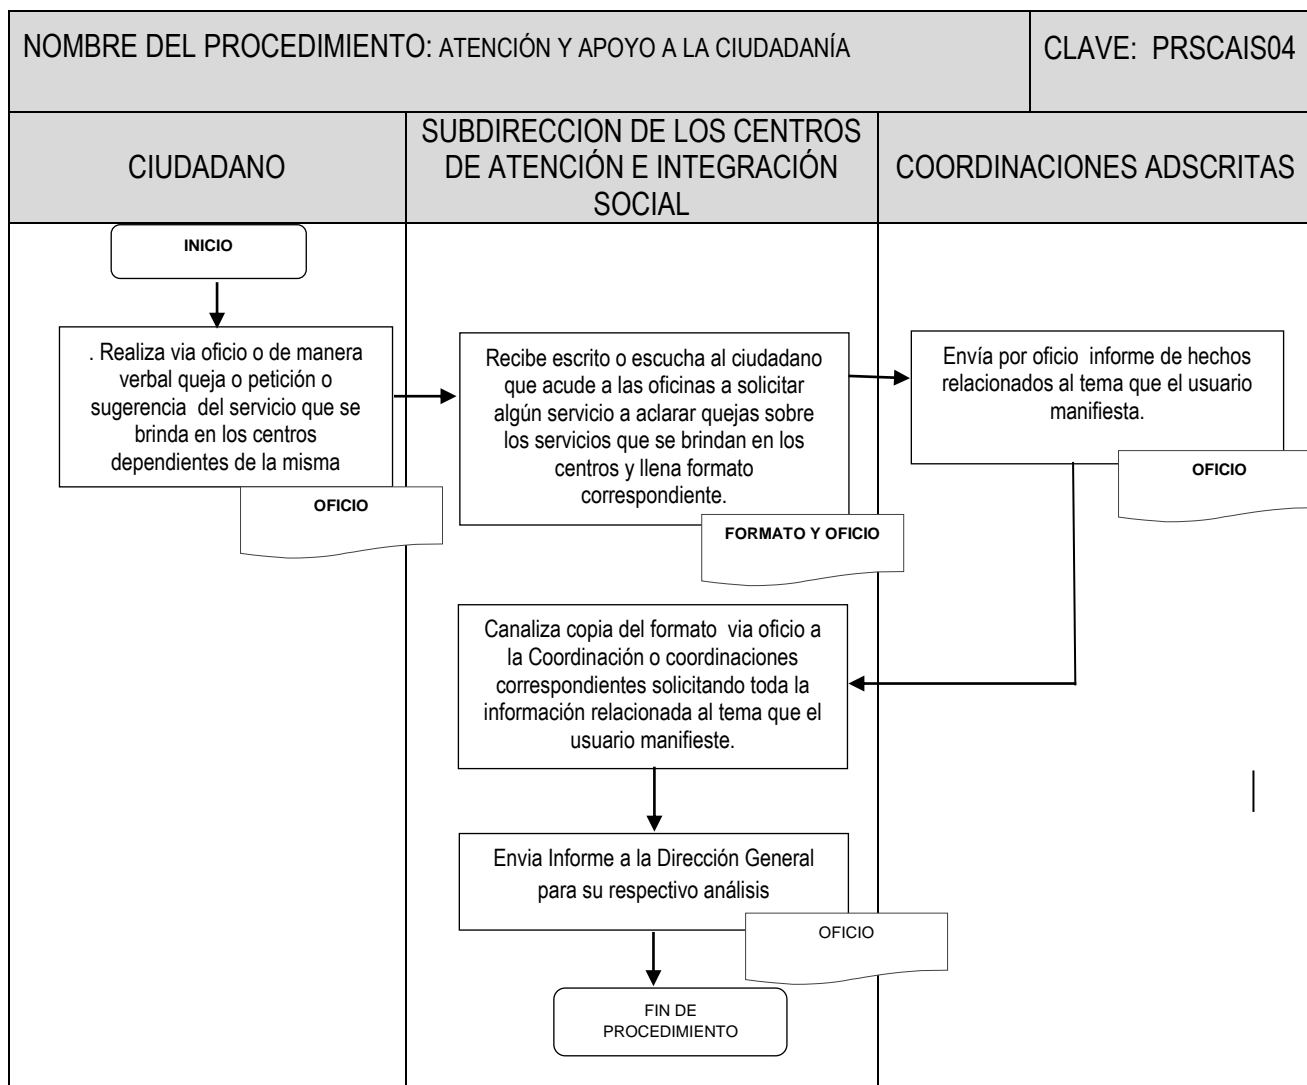 NOMBRE DEL PROCEDIMIENTO: ATENCIÓN Y APOYO A LA CIUDADANÍA
CLAVE: PRSCAIS04
CIUDADANO
SUBDIRECCION DE LOS CENTROS
DE ATENCIÓN E INTEGRACIÓN
SOCIAL
COORDINACIONES ADSCRITAS
INICIO
. Realiza via oficio o de manera
verbal queja o petición o
sugerencia del servicio que se
brinda en los centros
dependientes de la misma
OFICIO
Recibe escrito o escucha al ciudadano
que acude a las oficinas a solicitar
algún servicio a aclarar quejas sobre
los servicios que se brindan en los
centros y llena formato
correspondiente.
FORMATO Y OFICIO
Envía por oficio informe de hechos
relacionados al tema que el usuario
manifiesta.
OFICIO
Canaliza copia del formato via oficio a
la Coordinación o coordinaciones
correspondientes solicitando toda la
información relacionada al tema que el
usuario manifieste.
Envia Informe a la Dirección General
para su respectivo análisis
OFICIO
FIN DE
PROCEDIMIENTO